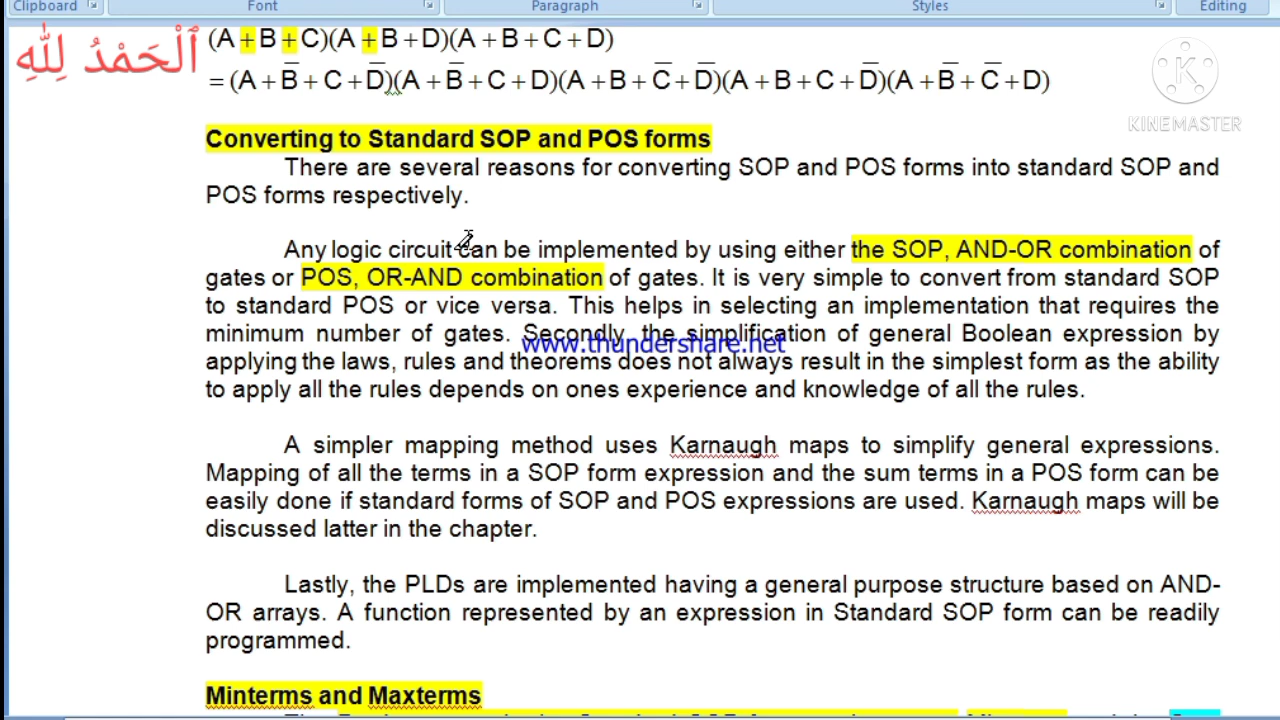 Clipboard Font Paragraph Styles Editing
(A + B + C)(A + B + D)(A + B + C + D)
اَلْحَمْدُ لِلّٰهِ
= (A + B̅ + C + D̅)(A + B̅ + C + D)(A + B + C̅ + D̅)(A + B + C + D̅)(A + B̅ + C̅ + D)
K
KINEMASTER
Converting to Standard SOP and POS forms
There are several reasons for converting SOP and POS forms into standard SOP and
POS forms respectively.
Any logic circuit can be implemented by using either the SOP, AND-OR combination of
gates or POS, OR-AND combination of gates. It is very simple to convert from standard SOP
to standard POS or vice versa. This helps in selecting an implementation that requires the
minimum number of gates. Secondly, the simplification of general Boolean expression by
www.thundershare.net
applying the laws, rules and theorems does not always result in the simplest form as the ability
to apply all the rules depends on ones experience and knowledge of all the rules.
A simpler mapping method uses Karnaugh maps to simplify general expressions.
Mapping of all the terms in a SOP form expression and the sum terms in a POS form can be
easily done if standard forms of SOP and POS expressions are used. Karnaugh maps will be
discussed latter in the chapter.
Lastly, the PLDs are implemented having a general purpose structure based on AND-
OR arrays. A function represented by an expression in Standard SOP form can be readily
programmed.
Minterms and Maxterms